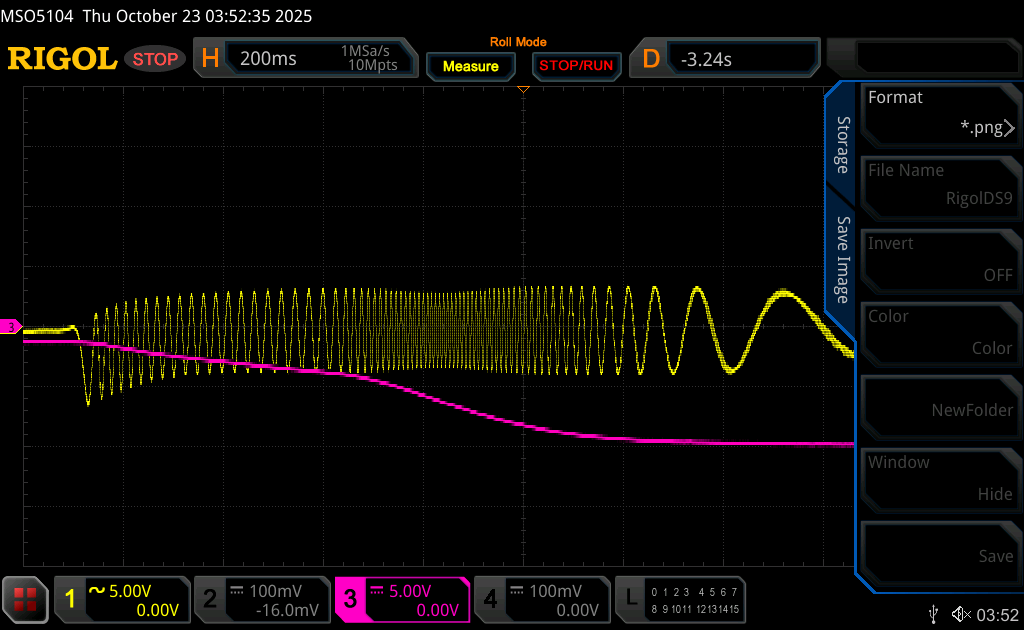 MSO5104 Thu October 23 03:52:35 2025
RIGOL
STOP
H
200ms
1MSa/s
10Mpts
Roll Mode
Measure
STOP/RUN
D
-3.24s
Storage
Save Image
Format
*.png
File Name
RigolDS9
Invert
OFF
Color
Color
NewFolder
Window
Hide
Save
3
1
5.00V
0.00V
2
100mV
-16.0mV
3
5.00V
0.00V
4
100mV
0.00V
L
0 1 2 3 4 5 6 7
8 9 10 11 12 13 14 15
03:52